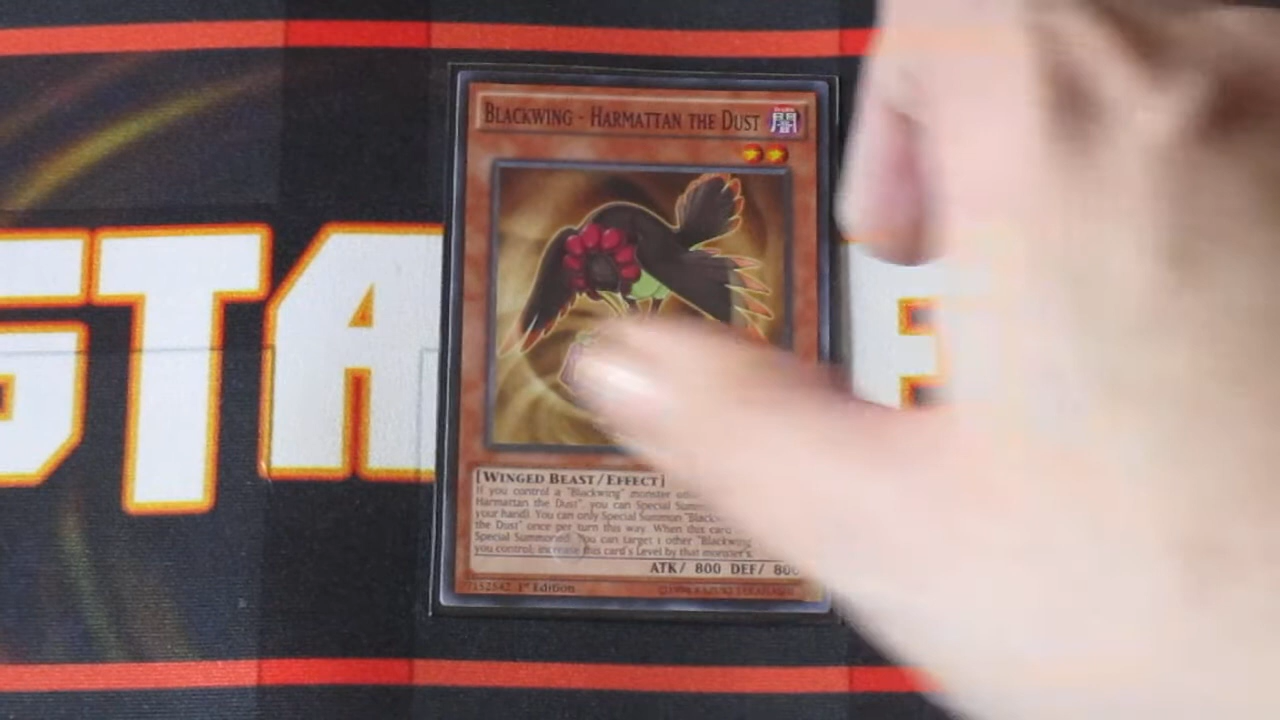 BLACKWING - HARMATTAN THE DUST
闇
STA
[WINGED BEAST/EFFECT]
If you control a "Blackwing" monster
Harmattan the Dust", you can Special
your hand). You can only Special Summon
the Dust" once per turn this way. When this card
Special Summoned: You can target 1 other "Blackwing
you control; increase this card's Level by that monster's.
ATK/ 800 DEF/ 800
1st Edition